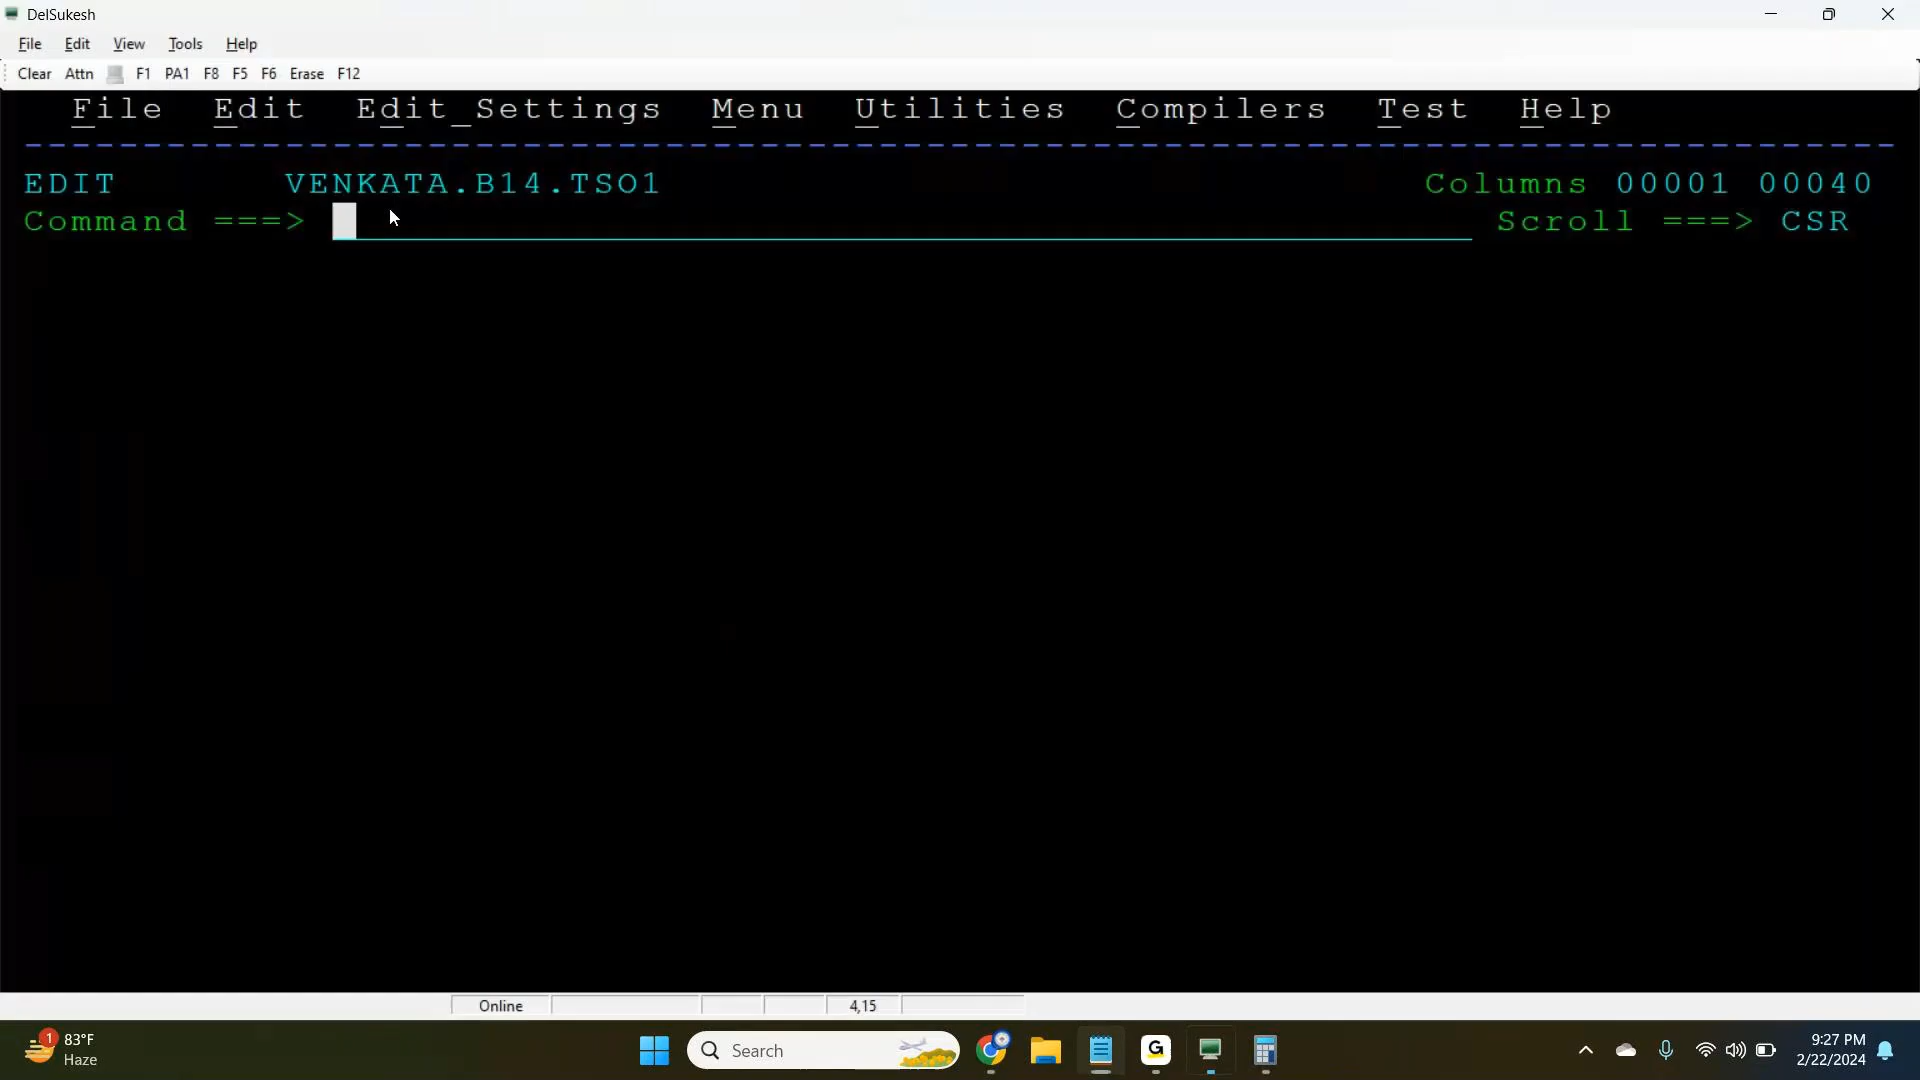 DelSukesh
File Edit View Tools Help
Clear Attn F1 PA1 F8 F5 F6 Erase F12
File Edit Edit_Settings Menu Utilities Compilers Test Help
EDIT VENKATA.B14.TSO1 Columns 00001 00040
Command ===> Scroll ===> CSR
Online 4,15
1 83°F
Haze
Search
G
9:27 PM
2/22/2024